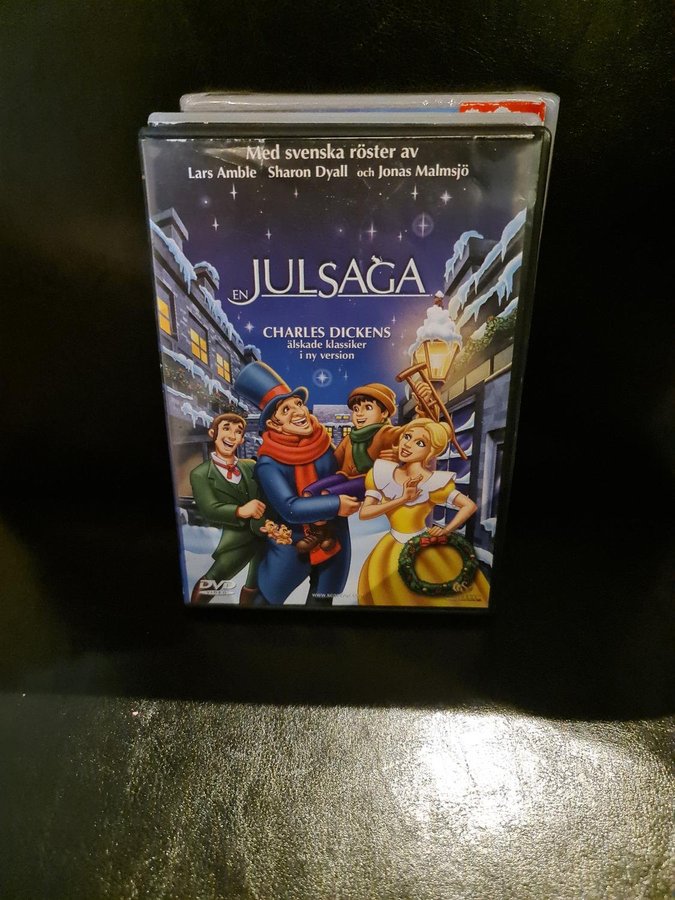 Med svenska röster av
Lars Amble Sharon Dyall och Jonas Malmsjö
EN JULSAGA
CHARLES DICKENS
älskade klassiker
i ny version
DVD
VIDEO